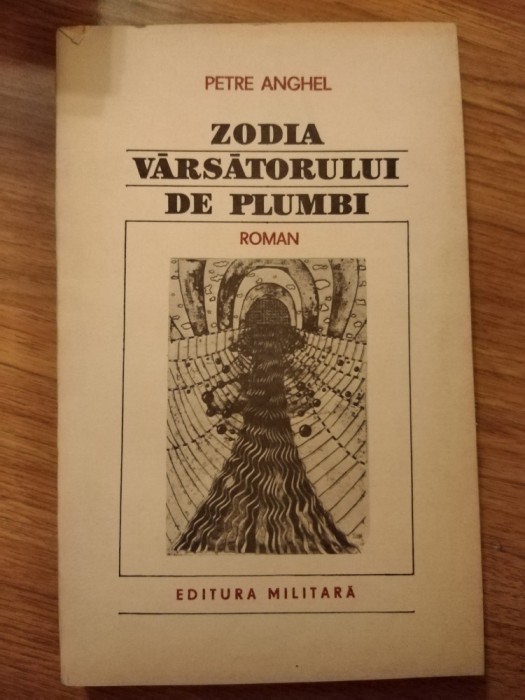 PETRE ANGHEL
ZODIA
VĂRSĂTORULUI
DE PLUMBI
ROMAN
EDITURA MILITARĂ